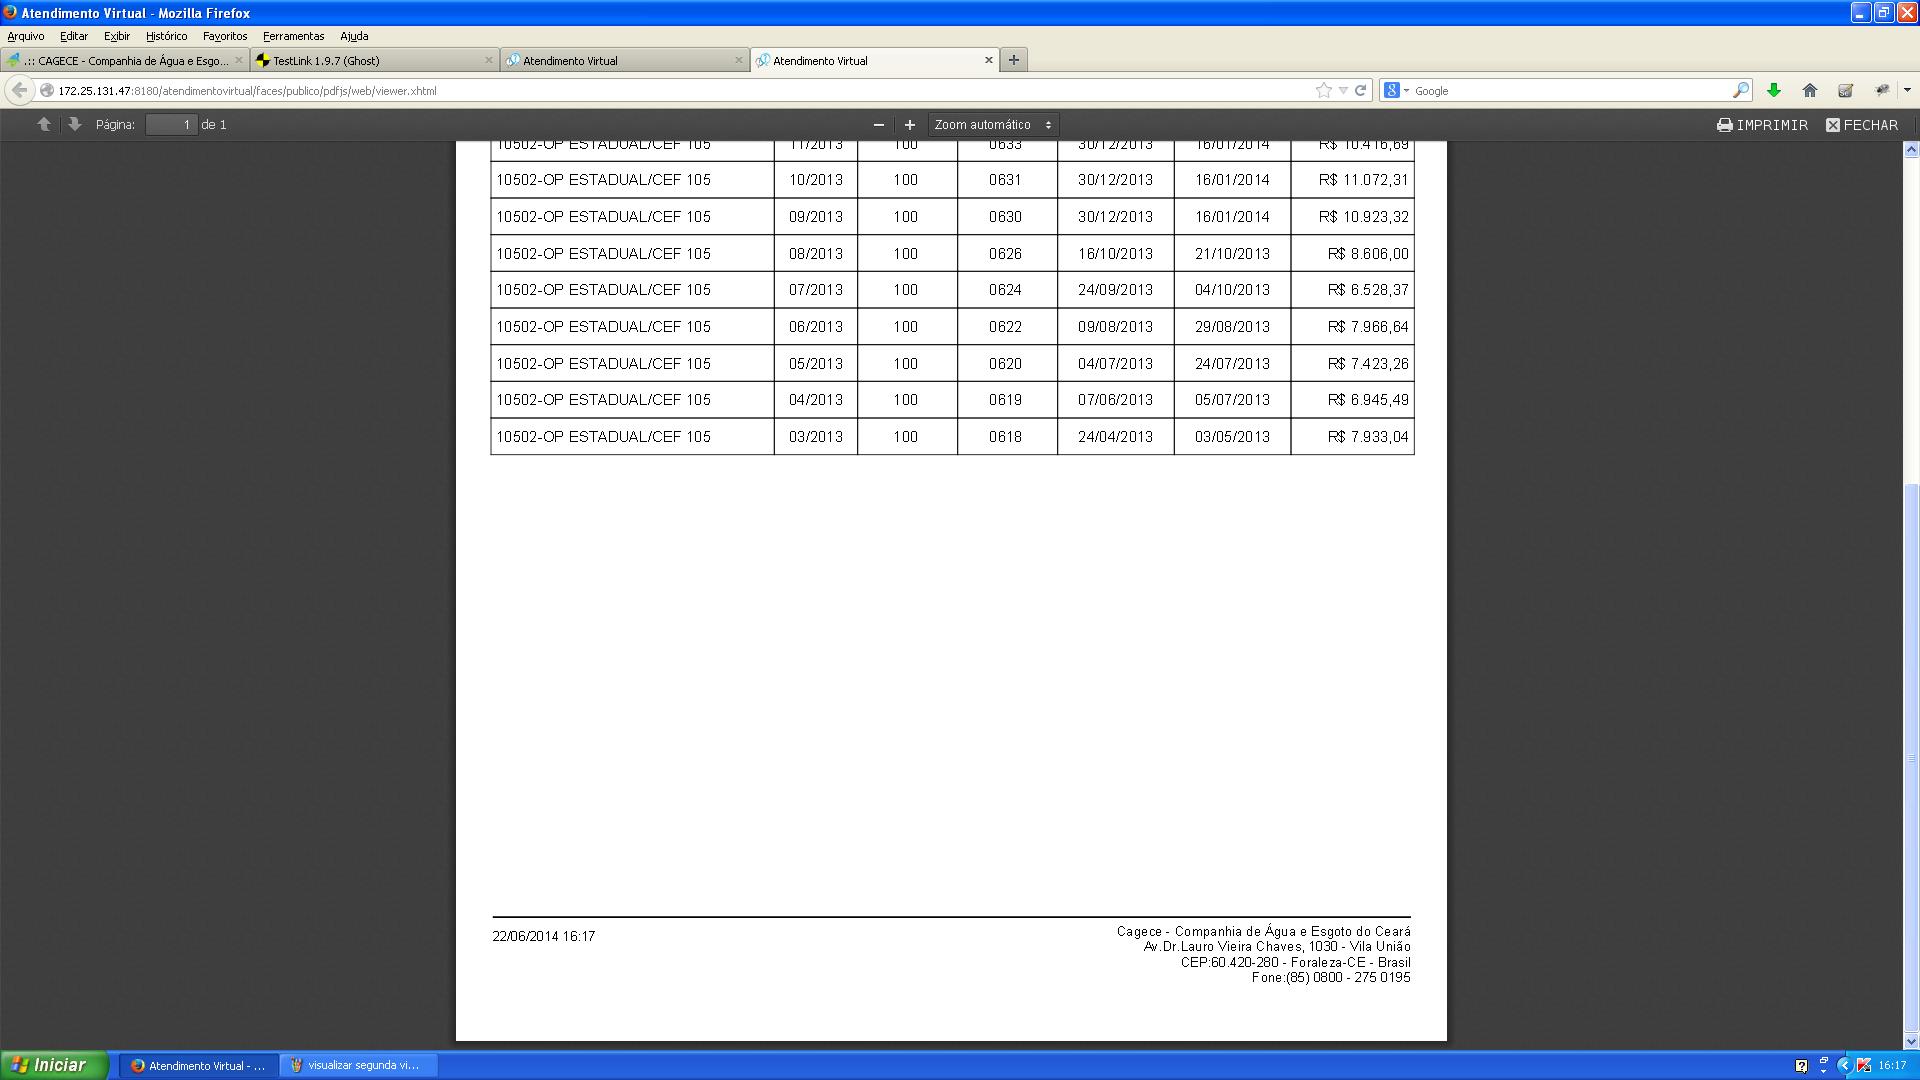 Atendimento Virtual - Mozilla Firefox
Arquivo Editar Exibir Histórico Favoritos Ferramentas Ajuda
.:: CAGECE - Companhia de Água e Esgo... TestLink 1.9.7 (Ghost) Atendimento Virtual Atendimento Virtual
172.25.131.47:8180/atendimentovirtual/faces/publico/pdfjs/web/viewer.xhtml Google
Página: 1 de 1 Zoom automático IMPRIMIR FECHAR
10502-OP ESTADUAL/CEF 105 11/2013 100 0633 30/12/2013 16/01/2014 R$ 10.416,69
10502-OP ESTADUAL/CEF 105 10/2013 100 0631 30/12/2013 16/01/2014 R$ 11.072,31
10502-OP ESTADUAL/CEF 105 09/2013 100 0630 30/12/2013 16/01/2014 R$ 10.923,32
10502-OP ESTADUAL/CEF 105 08/2013 100 0626 16/10/2013 21/10/2013 R$ 8.606,00
10502-OP ESTADUAL/CEF 105 07/2013 100 0624 24/09/2013 04/10/2013 R$ 6.528,37
10502-OP ESTADUAL/CEF 105 06/2013 100 0622 09/08/2013 29/08/2013 R$ 7.966,64
10502-OP ESTADUAL/CEF 105 05/2013 100 0620 04/07/2013 24/07/2013 R$ 7.423,26
10502-OP ESTADUAL/CEF 105 04/2013 100 0619 07/06/2013 05/07/2013 R$ 6.945,49
10502-OP ESTADUAL/CEF 105 03/2013 100 0618 24/04/2013 03/05/2013 R$ 7.933,04
22/06/2014 16:17
Cagece - Companhia de Água e Esgoto do Ceará
Av.Dr.Lauro Vieira Chaves, 1030 - Vila União
CEP:60.420-280 - Foraleza-CE - Brasil
Fone:(85) 0800 - 275 0195
Iniciar Atendimento Virtual - ... visualizar segunda vi... 16:17